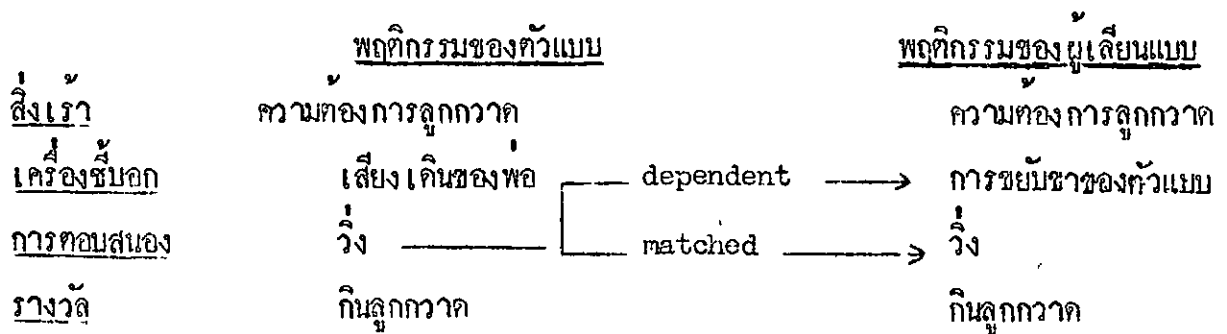 พฤติกรรมของตัวแบบ พฤติกรรมของผู้เลียนแบบ
สิ่งเร้า ความต้องการลูกกวาด ความต้องการลูกกวาด
เครื่องชี้บอก เสียงเดินของพ่อ dependent การขยับขาของตัวแบบ
การตอบสนอง วิ่ง matched วิ่ง
รางวัล กินลูกกวาด กินลูกกวาด